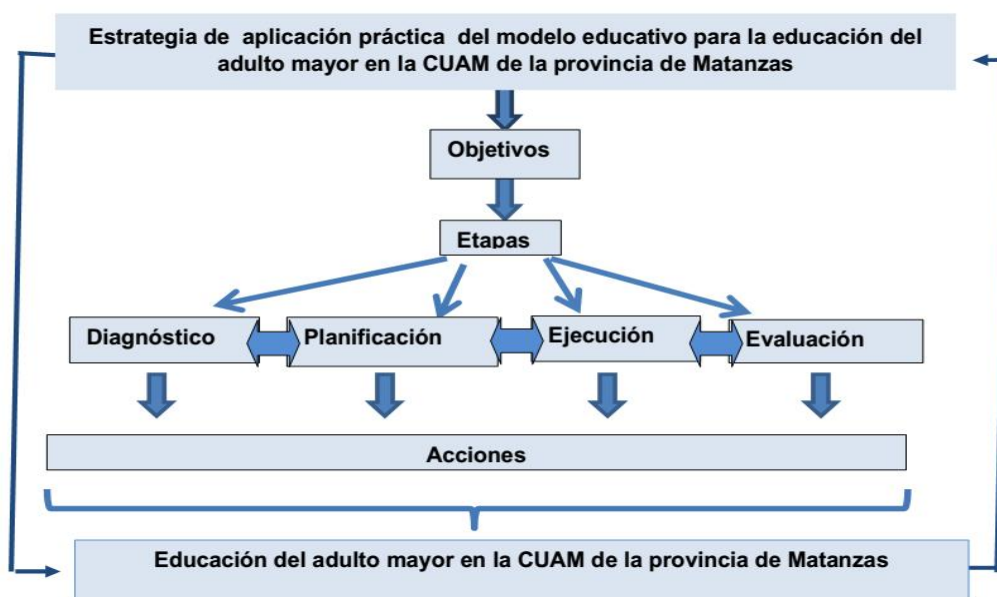 Estrategia de aplicación práctica del modelo educativo para la educación del
adulto mayor en la CUAM de la provincia de Matanzas
Objetivos
Etapas
Diagnóstico Planificación Ejecución Evaluación
Acciones
Educación del adulto mayor en la CUAM de la provincia de Matanzas